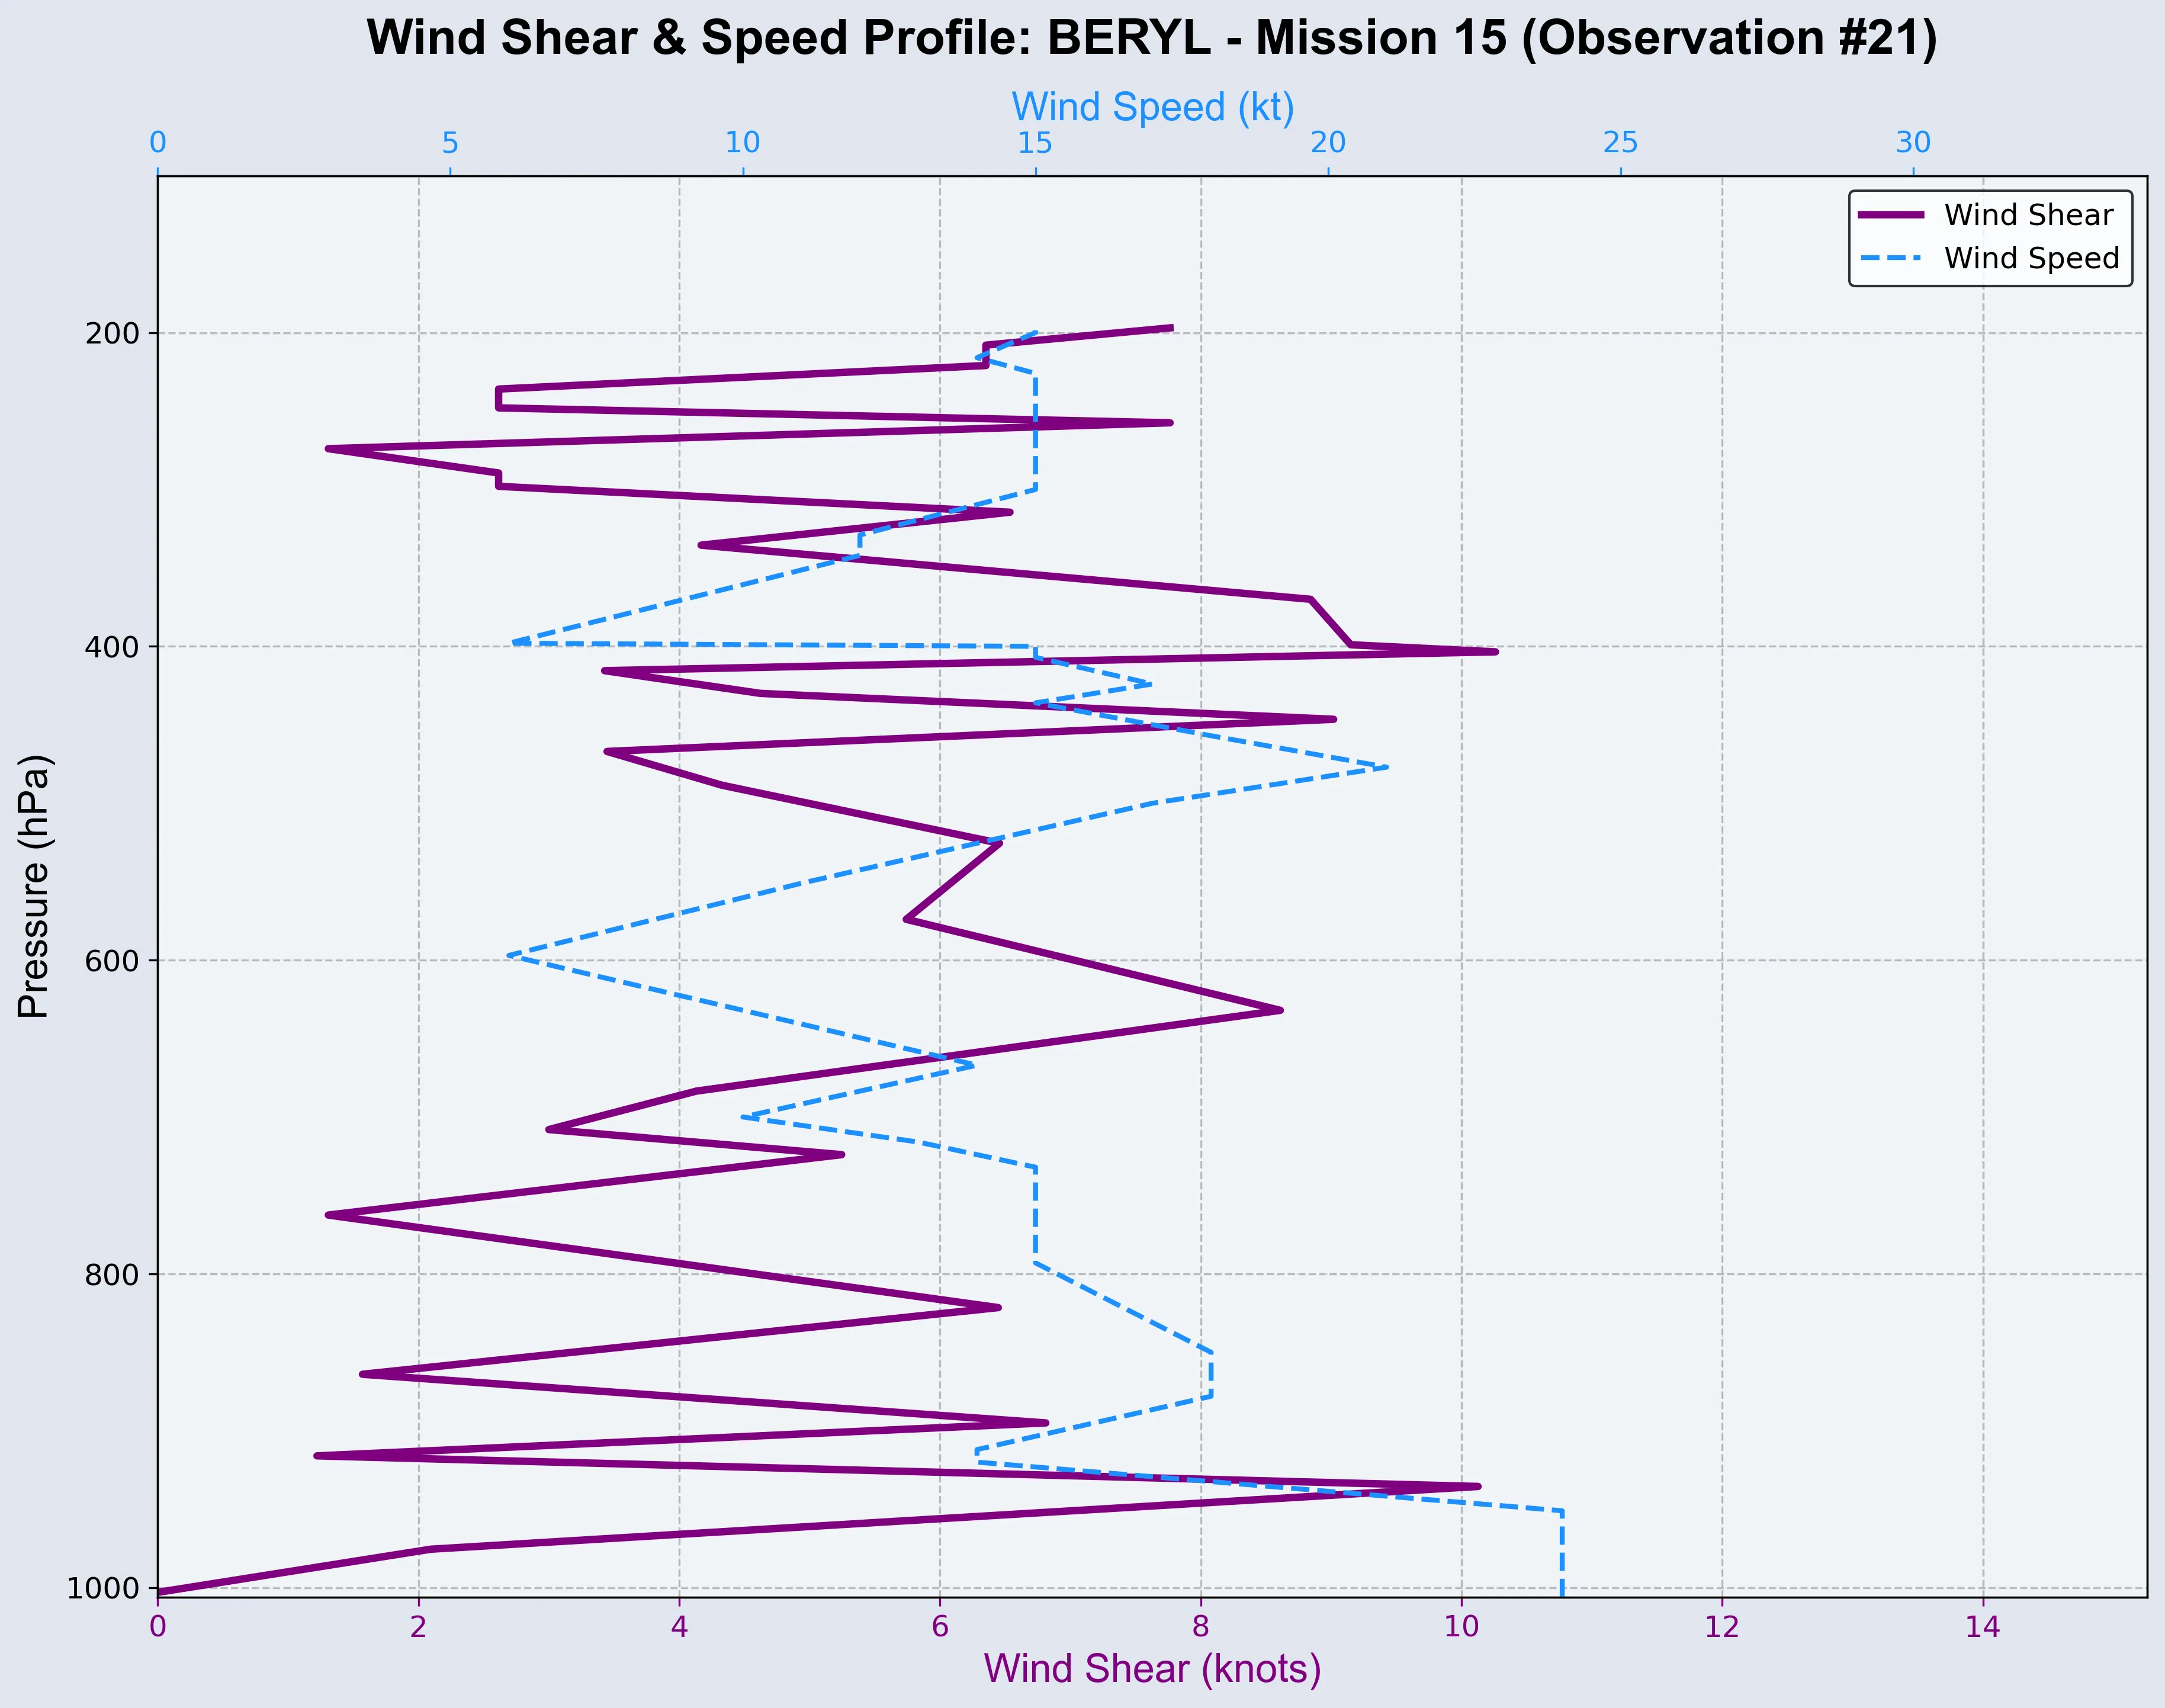 Wind Shear & Speed Profile: BERYL - Mission 15 (Observation #21)
Wind Speed (kt)
0 5 10 15 20 25 30
Wind Shear
Wind Speed
200
400
600
800
1000
Pressure (hPa)
0 2 4 6 8 10 12 14
Wind Shear (knots)